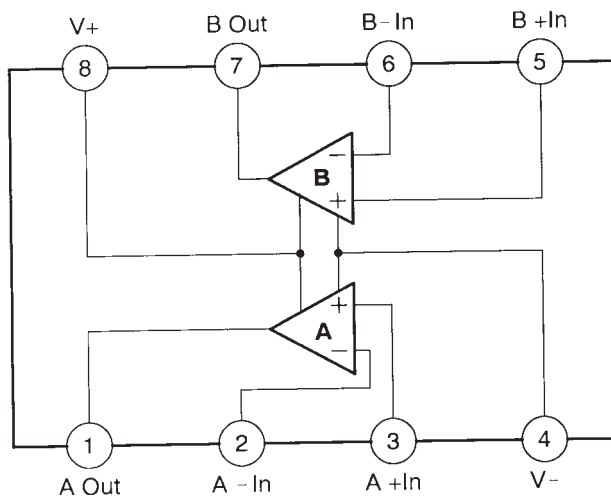 V+ B Out B- In B +In
8 7 6 5
− B +
+ A −
1 2 3 4
A Out A -In A +In V-